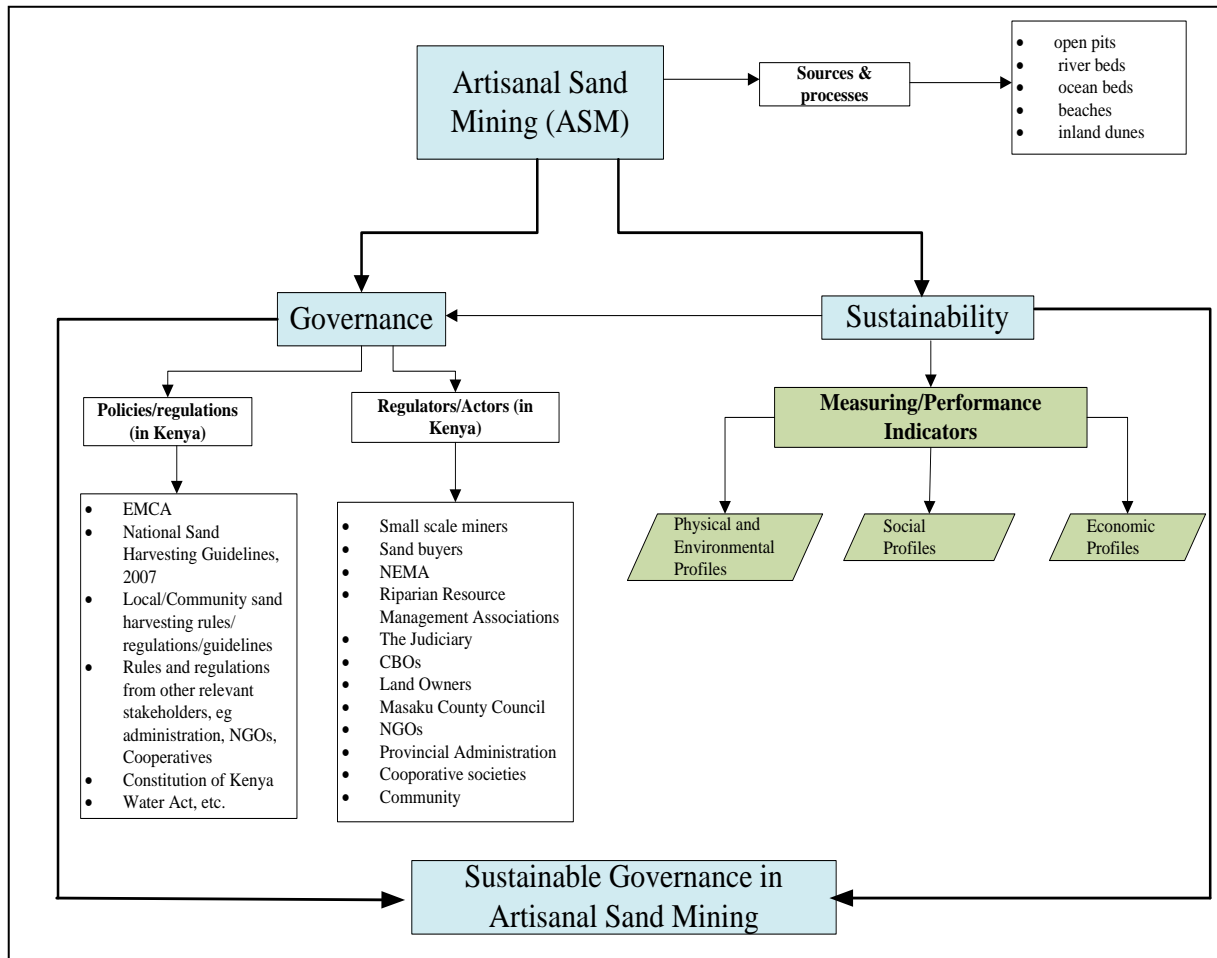 Artisanal Sand
Mining (ASM)
Sources &
processes
• open pits
• river beds
• ocean beds
• beaches
• inland dunes
Governance
Sustainability
Policies/regulations
(in Kenya)
Regulators/Actors (in
Kenya)
Measuring/Performance
Indicators
• EMCA
• National Sand
Harvesting Guidelines,
2007
• Local/Community sand
harvesting rules/
regulations/guidelines
• Rules and regulations
from other relevant
stakeholders, eg
administration, NGOs,
Cooperatives
• Constitution of Kenya
• Water Act, etc.
• Small scale miners
• Sand buyers
• NEMA
• Riparian Resource
Management Associations
• The Judiciary
• CBOs
• Land Owners
• Masaku County Council
• NGOs
• Provincial Administration
• Cooporative societies
• Community
Physical and
Environmental
Profiles
Social
Profiles
Economic
Profiles
Sustainable Governance in
Artisanal Sand Mining